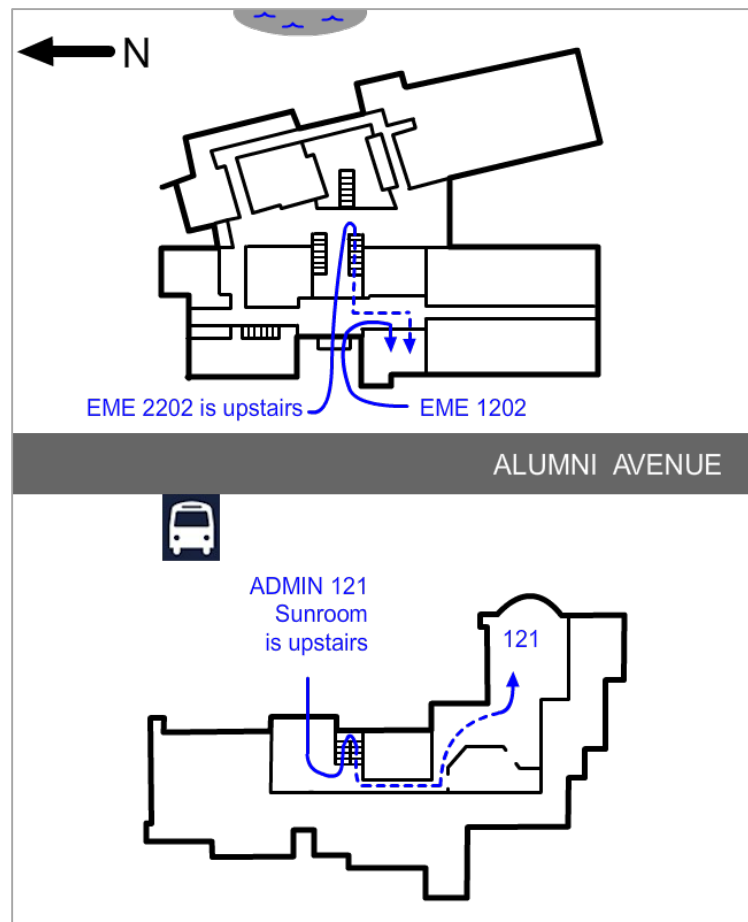 N
EME 2202 is upstairs
EME 1202
ALUMNI AVENUE
ADMIN 121
Sunroom
is upstairs
121